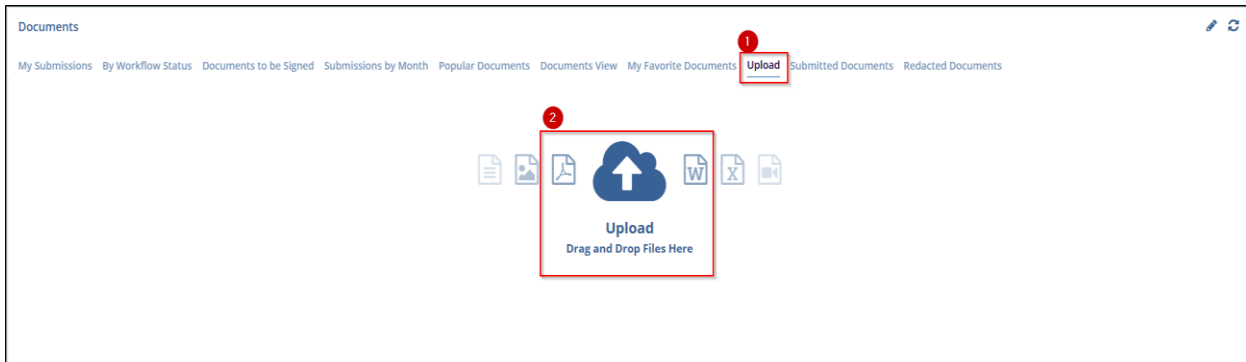 Documents
1
My Submissions By Workflow Status Documents to be Signed Submissions by Month Popular Documents Documents View My Favorite Documents Upload Submitted Documents Redacted Documents
2
W X
Upload
Drag and Drop Files Here